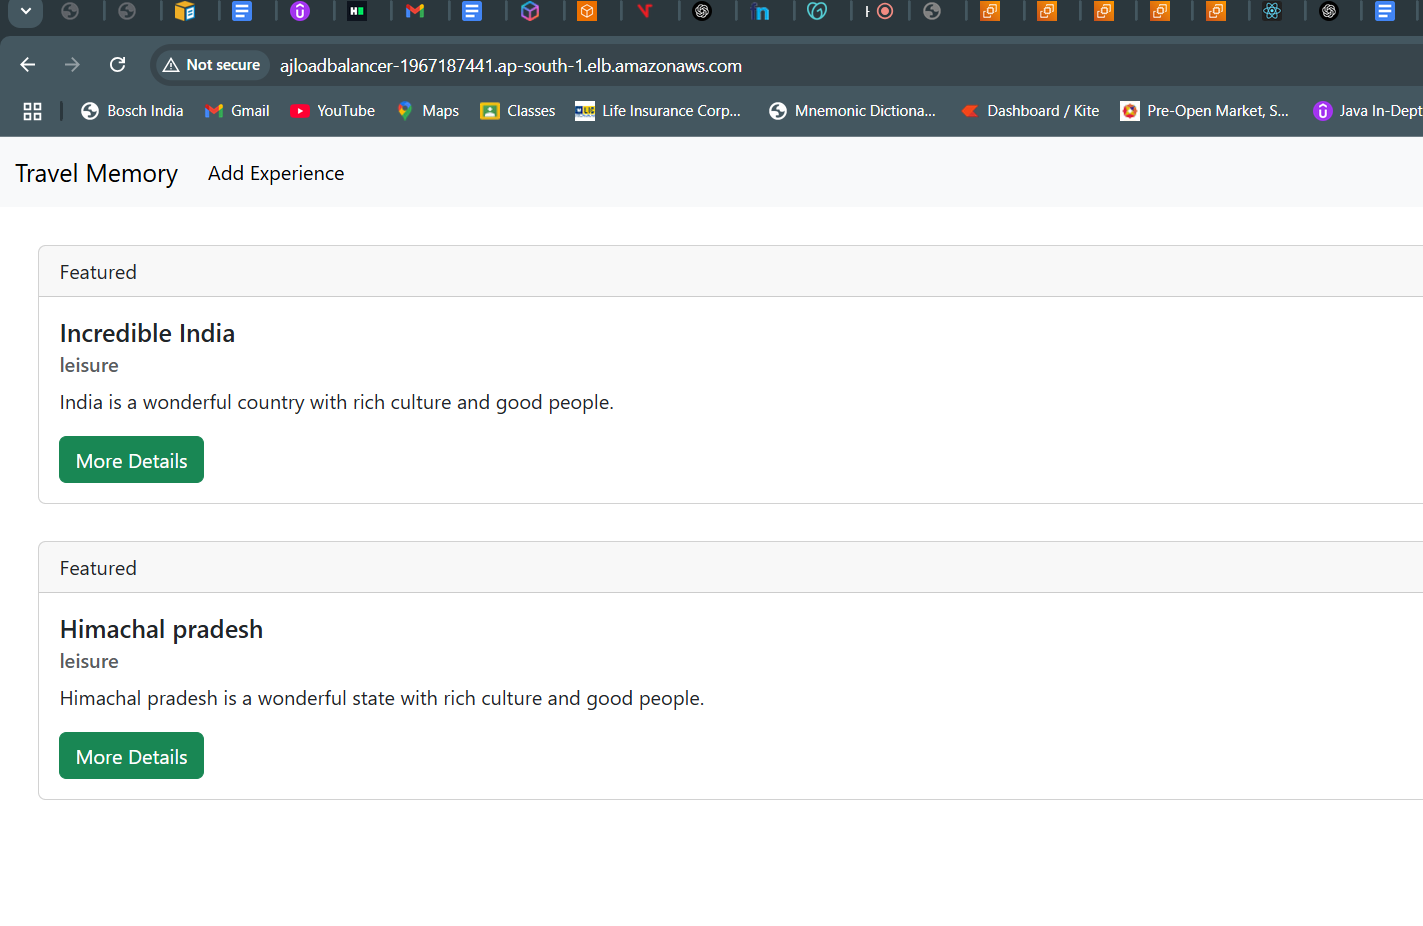 Not secure ajloadbalancer-1967187441.ap-south-1.elb.amazonaws.com
Bosch India Gmail YouTube Maps Classes Life Insurance Corp... Mnemonic Dictiona... Dashboard / Kite Pre-Open Market, S... Java In-Dept
Travel Memory Add Experience
Featured
Incredible India
leisure
India is a wonderful country with rich culture and good people.
More Details
Featured
Himachal pradesh
leisure
Himachal pradesh is a wonderful state with rich culture and good people.
More Details